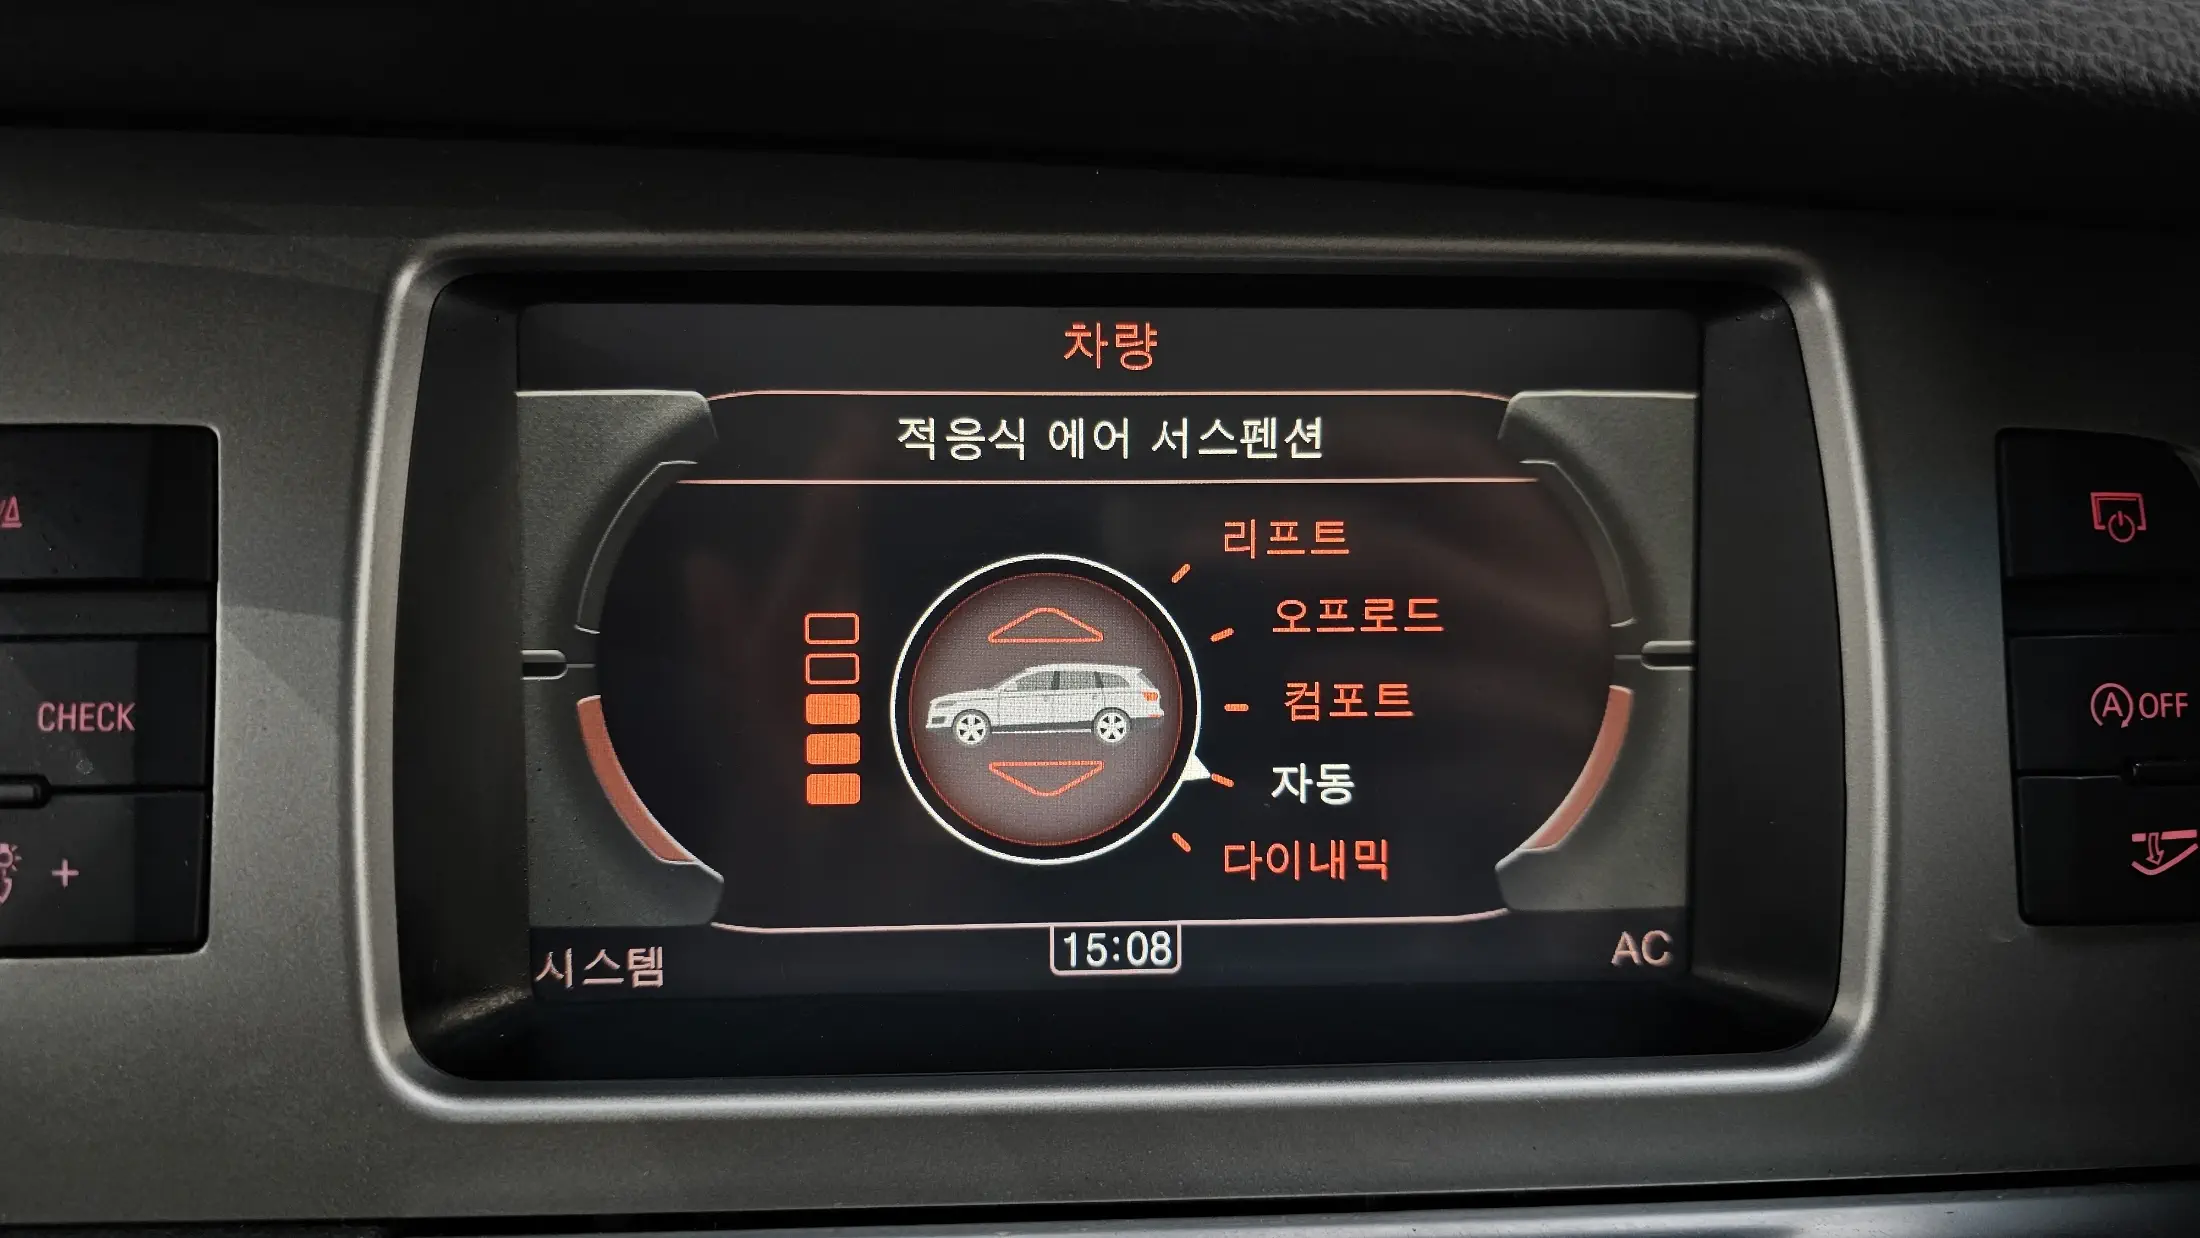 차량
적응식 에어 서스펜션
리프트
오프로드
컴포트
자동
다이내믹
시스템
15:08
AC
CHECK
+
A OFF